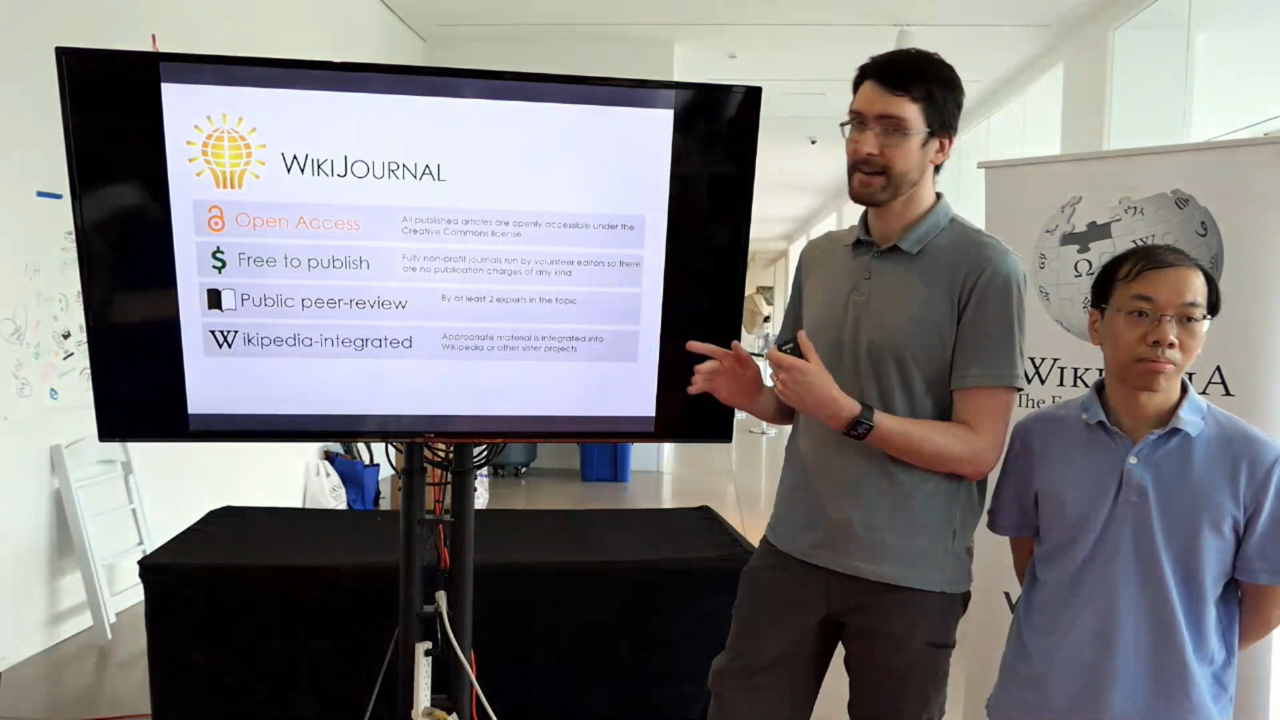 WIKIJOURNAL
Open Access
All published articles are openly accessible under the
Creative Commons license
$ Free to publish
Fully non-profit journals run by volunteer editors so there
are no publication charges of any kind
Public peer-review
By at least 2 experts in the topic
Wikipedia-integrated
Appropriate material is integrated into
Wikipedia or other sister projects
Ω W
WIK A
The